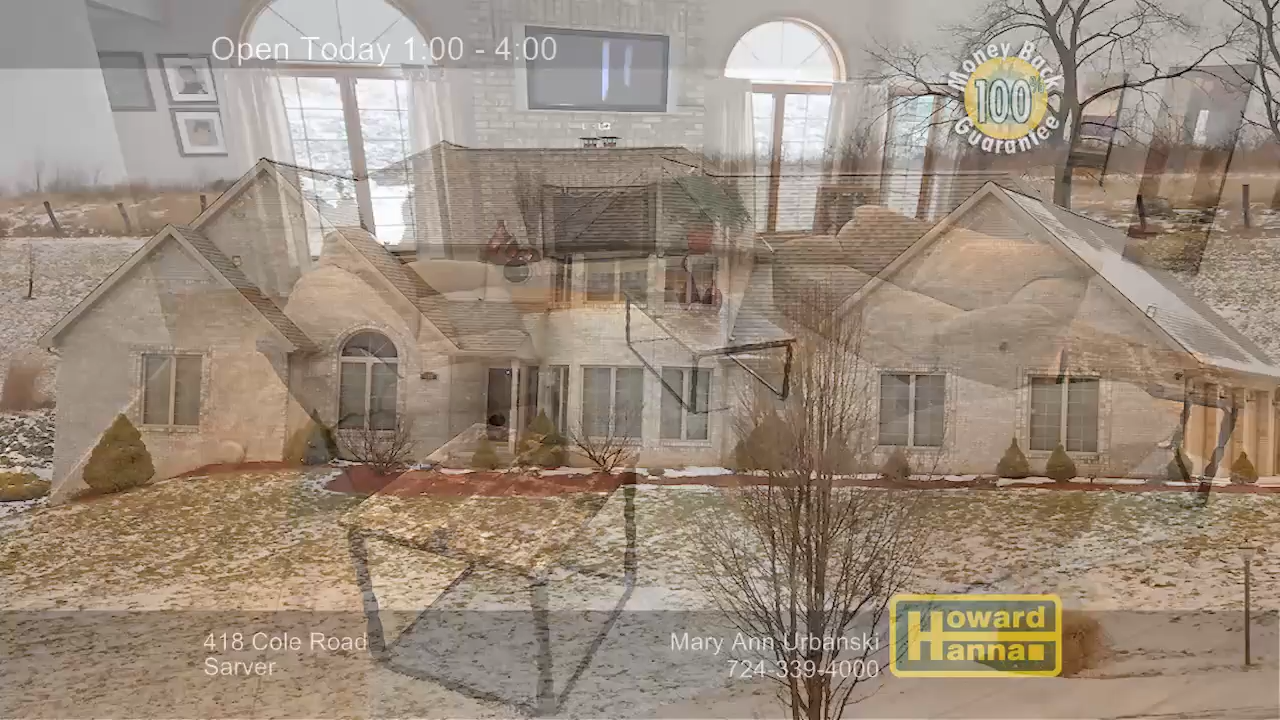 Open Today 1:00 - 4:00
Money Back
100%
Guarantee
418 Cole Road
Sarver
Mary Ann Urbanski
724-339-4000
Howard
Hanna